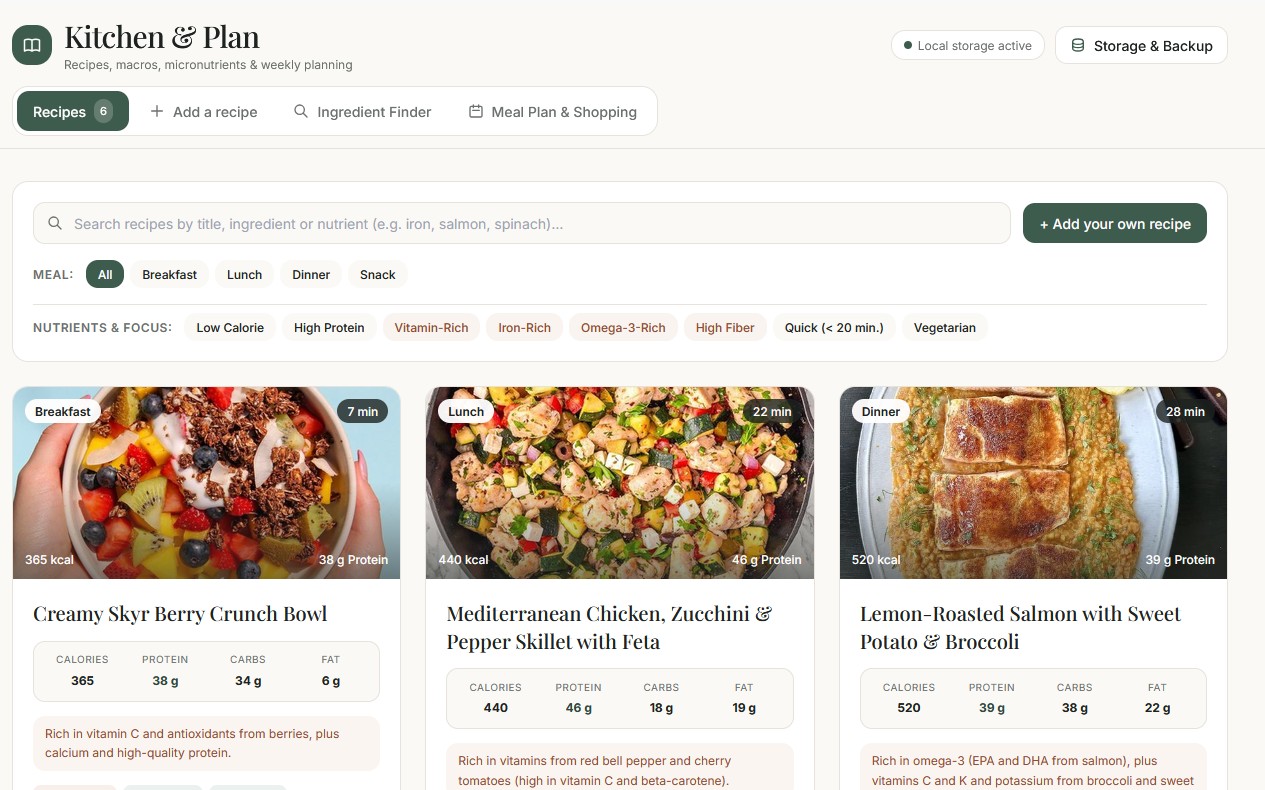 Kitchen & Plan
Recipes, macros, micronutrients & weekly planning
Local storage active
Storage & Backup
Recipes 6
Add a recipe
Ingredient Finder
Meal Plan & Shopping
Search recipes by title, ingredient or nutrient (e.g. iron, salmon, spinach)...
+ Add your own recipe
MEAL: All Breakfast Lunch Dinner Snack
NUTRIENTS & FOCUS: Low Calorie High Protein Vitamin-Rich Iron-Rich Omega-3-Rich High Fiber Quick (< 20 min.) Vegetarian
Breakfast 7 min
365 kcal 38 g Protein
Creamy Skyr Berry Crunch Bowl
CALORIES PROTEIN CARBS FAT
365 38 g 34 g 6 g
Rich in vitamin C and antioxidants from berries, plus
calcium and high-quality protein.
Lunch 22 min
440 kcal 46 g Protein
Mediterranean Chicken, Zucchini &
Pepper Skillet with Feta
CALORIES PROTEIN CARBS FAT
440 46 g 18 g 19 g
Rich in vitamins from red bell pepper and cherry
tomatoes (high in vitamin C and beta-carotene).
Dinner 28 min
520 kcal 39 g Protein
Lemon-Roasted Salmon with Sweet
Potato & Broccoli
CALORIES PROTEIN CARBS FAT
520 39 g 38 g 22 g
Rich in omega-3 (EPA and DHA from salmon), plus
vitamins C and K and potassium from broccoli and sweet